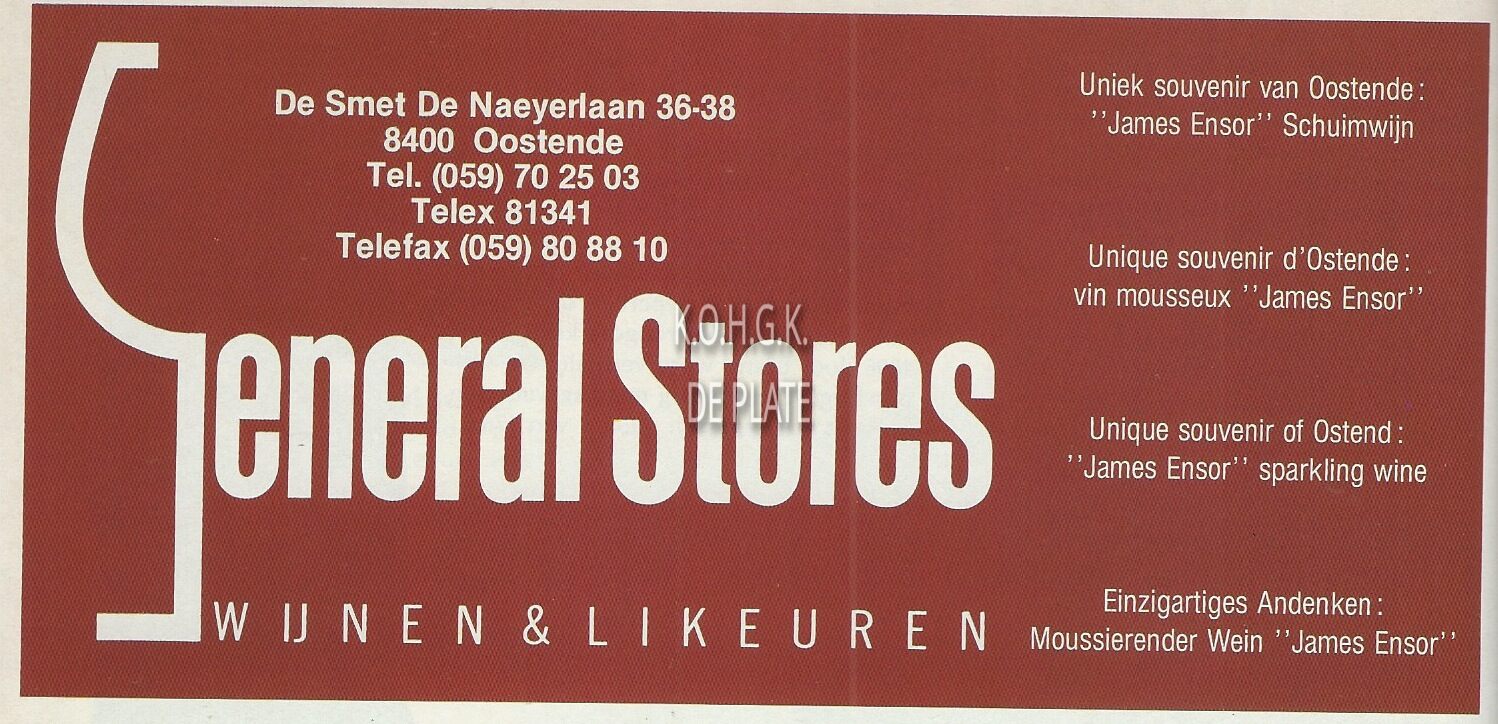 De Smet De Naeyerlaan 36-38
8400 Oostende
Tel. (059) 70 25 03
Telex 81341
Telefax (059) 80 88 10
General Stores
WIJNEN & LIKEUREN
K.O.H.G.K.
DE PLATE
Uniek souvenir van Oostende:
''James Ensor'' Schuimwijn
Unique souvenir d'Ostende:
vin mousseux ''James Ensor''
Unique souvenir of Ostend:
''James Ensor'' sparkling wine
Einzigartiges Andenken:
Moussierender Wein ''James Ensor''